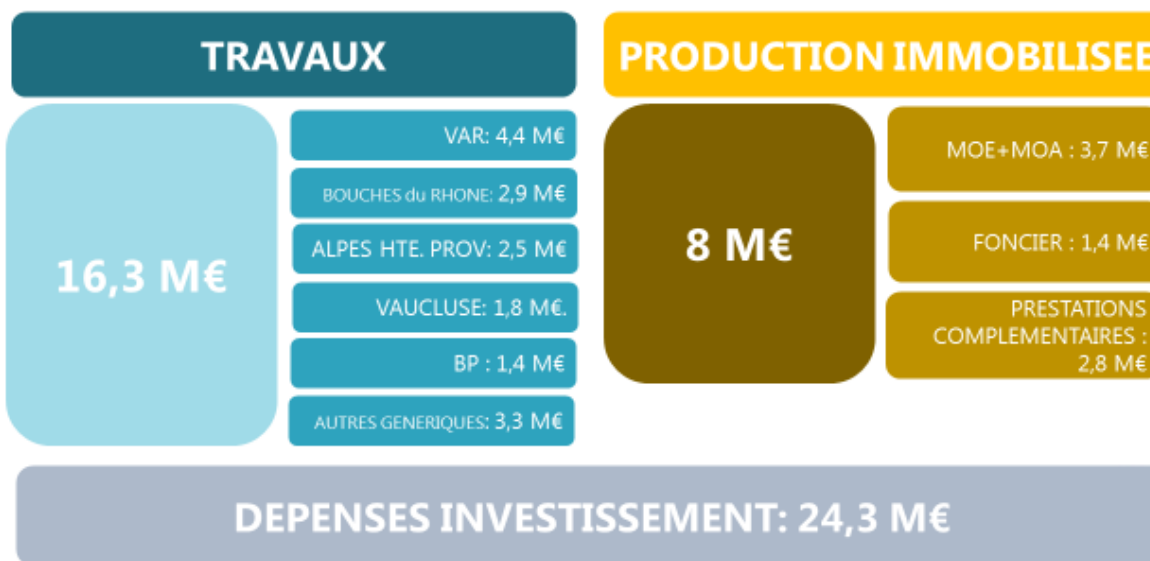 TRAVAUX
16,3 M€
VAR: 4,4 M€
BOUCHES du RHONE: 2,9 M€
ALPES HTE. PROV: 2,5 M€
VAUCLUSE: 1,8 M€.
BP : 1,4 M€
AUTRES GENERIQUES: 3,3 M€
PRODUCTION IMMOBILISEE
8 M€
MOE+MOA : 3,7 M€
FONCIER : 1,4 M€
PRESTATIONS
COMPLEMENTAIRES :
2,8 M€
DEPENSES INVESTISSEMENT: 24,3 M€